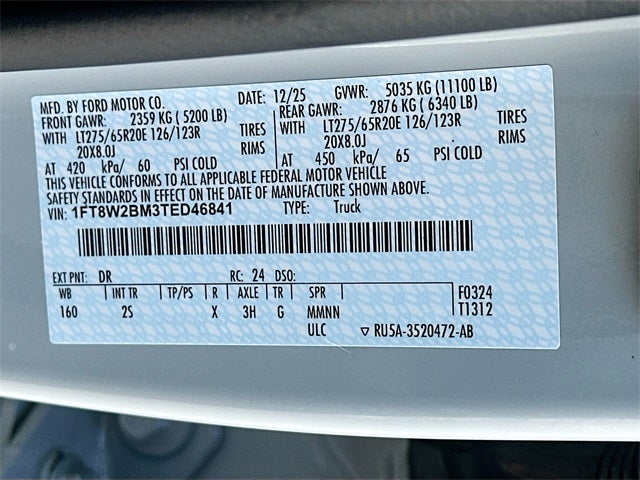 MFD. BY FORD MOTOR CO. DATE: 12/25 GVWR: 5035 KG (11100 LB)
FRONT GAWR: 2359 KG ( 5200 LB) REAR GAWR: 2876 KG ( 6340 LB)
WITH LT275/65R20E 126/123R TIRES WITH LT275/65R20E 126/123R TIRES
20X8.0J RIMS 20X8.0J RIMS
AT 420 kPa/ 60 PSI COLD AT 450 kPa/ 65 PSI COLD
THIS VEHICLE CONFORMS TO ALL APPLICABLE FEDERAL MOTOR VEHICLE
SAFETY STANDARDS IN EFFECT ON THE DATE OF MANUFACTURE SHOWN ABOVE.
VIN: 1FT8W2BM3TED46841 TYPE: Truck
EXT PNT: DR RC: 24 DSO:
WB INT TR TP/PS R AXLE TR SPR F0324
160 2S X 3H G MMNN T1312
ULC ▽ RU5A-3520472-AB